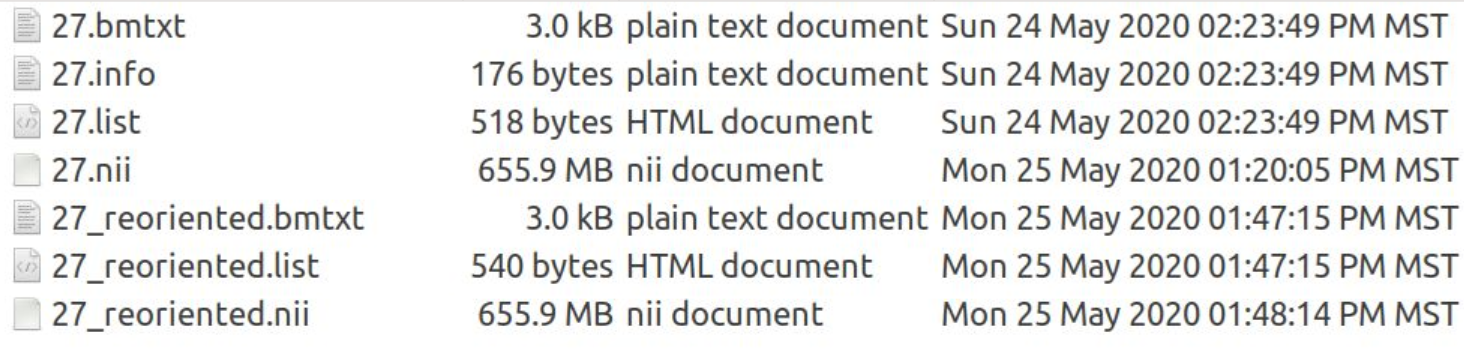 27.bmtxt 3.0 kB plain text document Sun 24 May 2020 02:23:49 PM MST
27.info 176 bytes plain text document Sun 24 May 2020 02:23:49 PM MST
27.list 518 bytes HTML document Sun 24 May 2020 02:23:49 PM MST
27.nii 655.9 MB nii document Mon 25 May 2020 01:20:05 PM MST
27_reoriented.bmtxt 3.0 kB plain text document Mon 25 May 2020 01:47:15 PM MST
27_reoriented.list 540 bytes HTML document Mon 25 May 2020 01:47:15 PM MST
27_reoriented.nii 655.9 MB nii document Mon 25 May 2020 01:48:14 PM MST